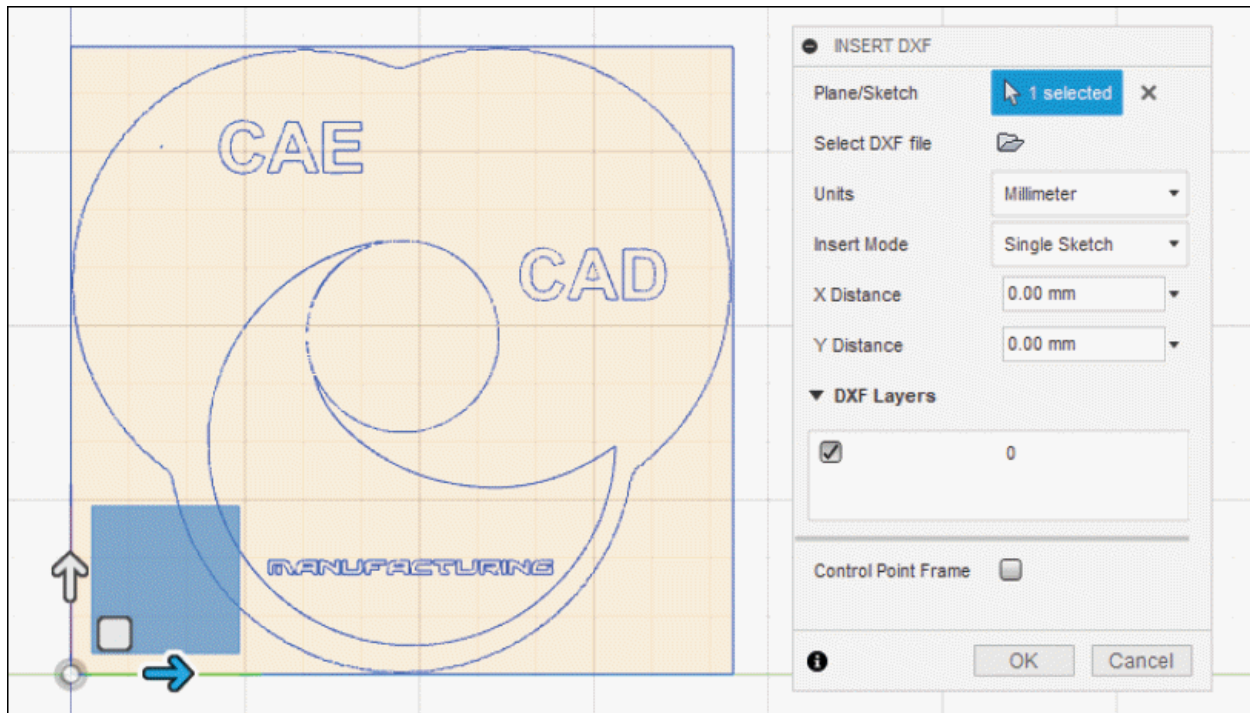 CAE
CAD
MANUFACTURING
INSERT DXF
Plane/Sketch 1 selected
Select DXF file
Units Millimeter
Insert Mode Single Sketch
X Distance 0.00 mm
Y Distance 0.00 mm
DXF Layers
0
Control Point Frame
OK Cancel